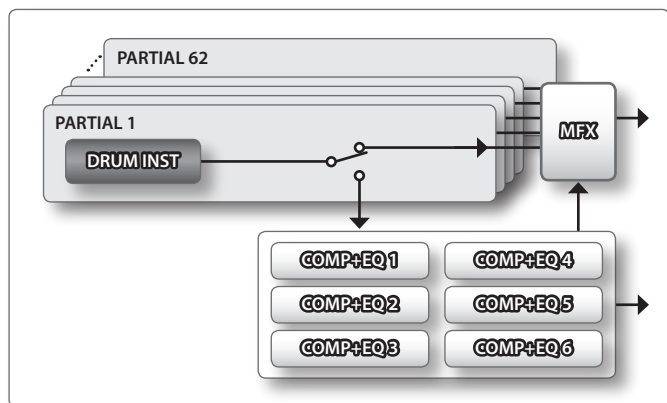 PARTIAL 62
PARTIAL 1
DRUM INST
MFX
COMP+EQ 1
COMP+EQ 4
COMP+EQ 2
COMP+EQ 5
COMP+EQ 3
COMP+EQ 6